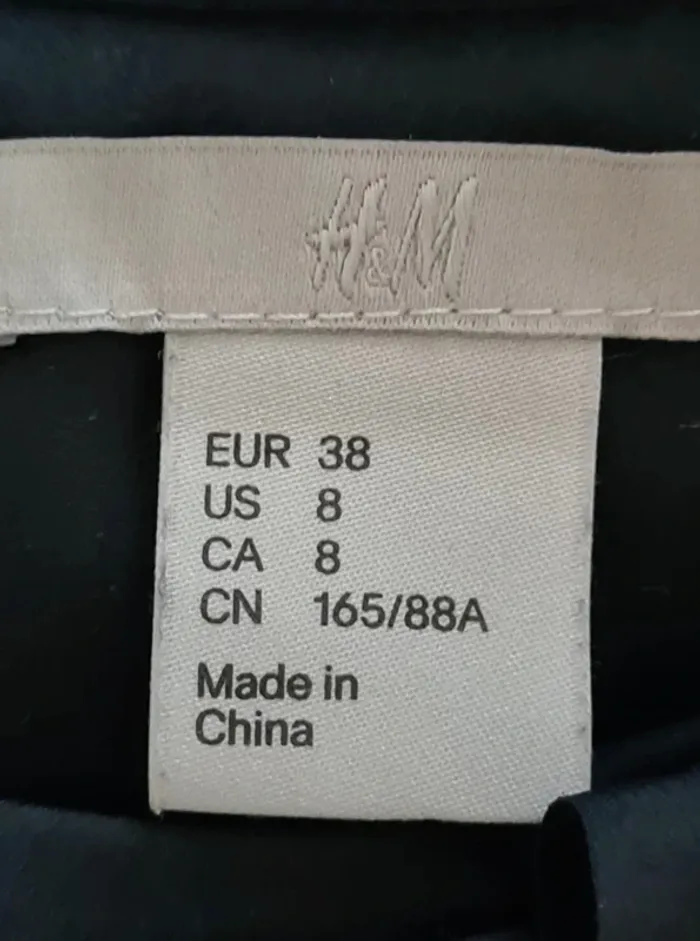 H&M
EUR 38
US 8
CA 8
CN 165/88A
Made in
China